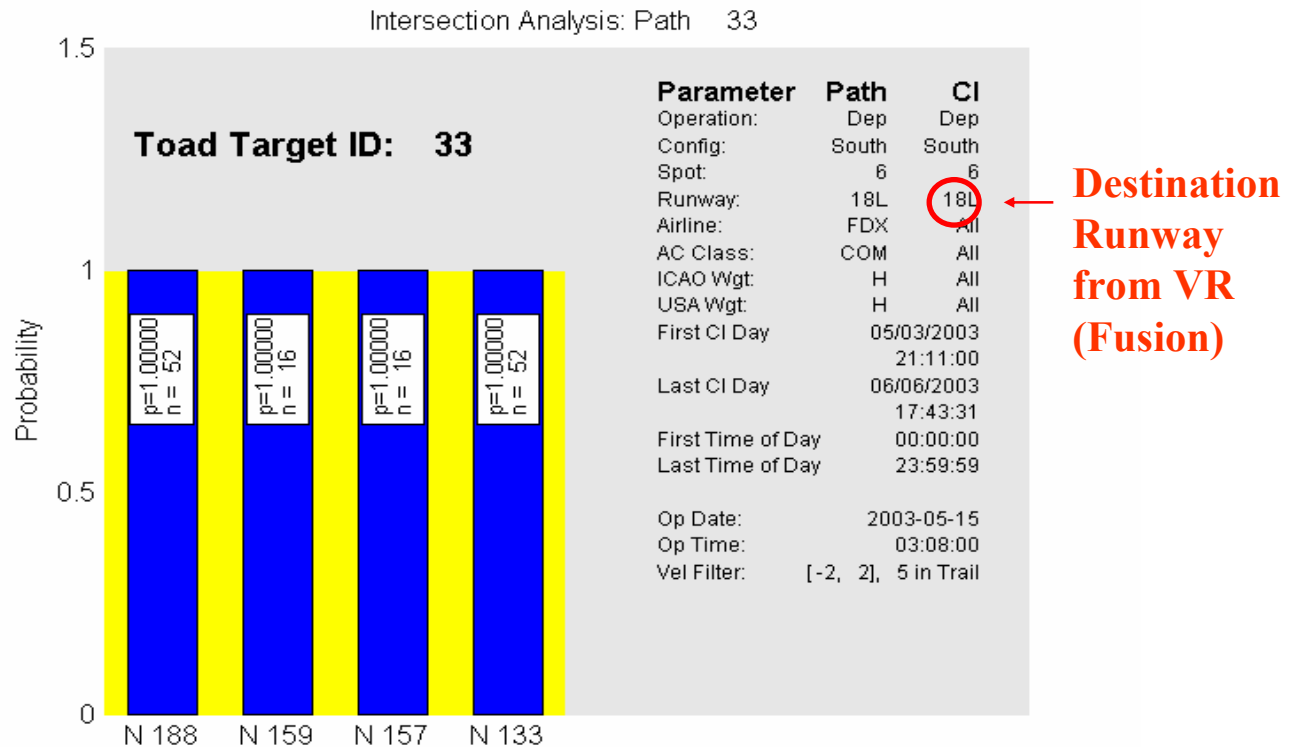 Intersection Analysis: Path 33
1.5
1
0.5
0
Probability
Toad Target ID: 33
p=1.00000
n = 52
p=1.00000
n = 16
p=1.00000
n = 16
p=1.00000
n = 52
N 188 N 159 N 157 N 133
Parameter Path CI
Operation: Dep Dep
Config: South South
Spot: 6 6
Runway: 18L 18L
Airline: FDX All
AC Class: COM All
ICAO Wgt: H All
USA Wgt: H All
First CI Day 05/03/2003
21:11:00
Last CI Day 06/06/2003
17:43:31
First Time of Day 00:00:00
Last Time of Day 23:59:59
Op Date: 2003-05-15
Op Time: 03:08:00
Vel Filter: [-2, 2], 5 in Trail
Destination
Runway
from VR
(Fusion)